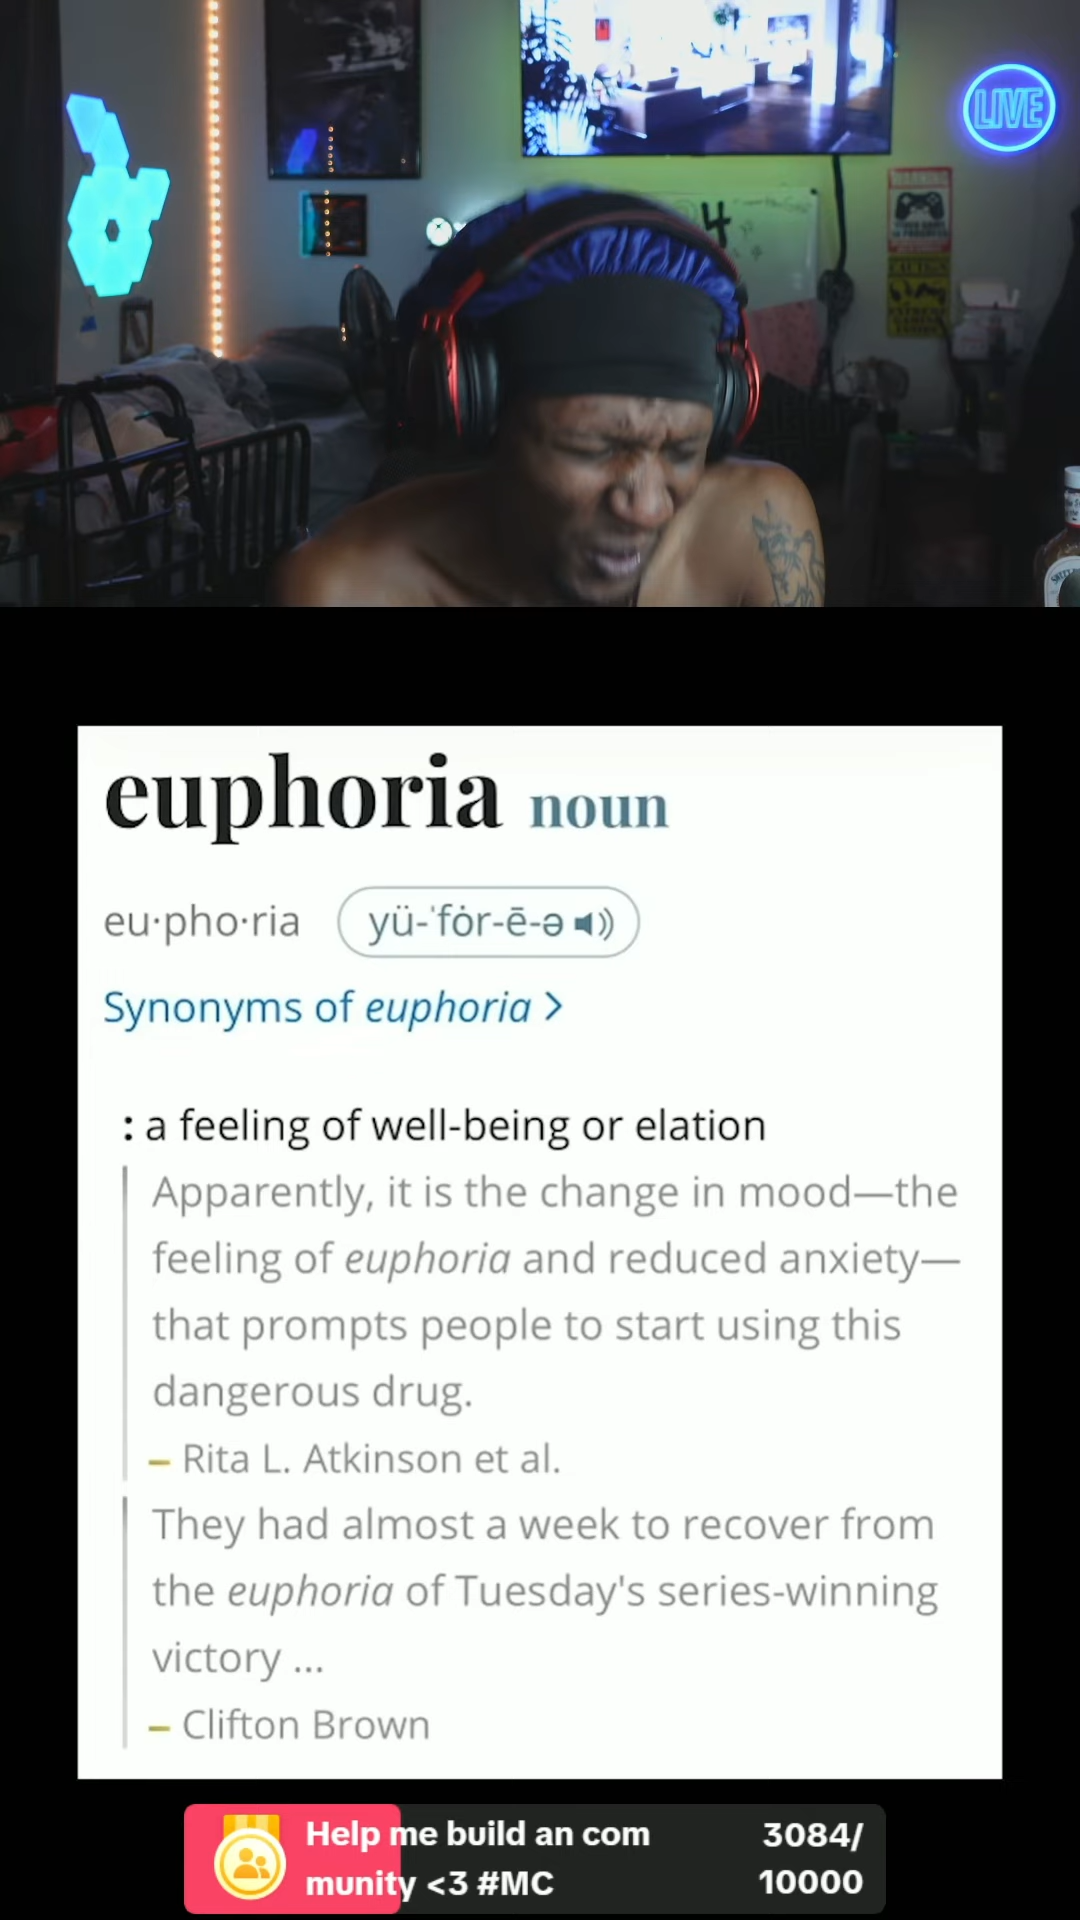 LIVE
4
WARNING
CAUTION
euphoria noun
eu·pho·ria yü-ˈfȯr-ē-ə
Synonyms of euphoria >
: a feeling of well-being or elation
Apparently, it is the change in mood—the
feeling of euphoria and reduced anxiety—
that prompts people to start using this
dangerous drug.
– Rita L. Atkinson et al.
They had almost a week to recover from
the euphoria of Tuesday's series-winning
victory ...
– Clifton Brown
Help me build an com
munity <3 #MC
3084/
10000